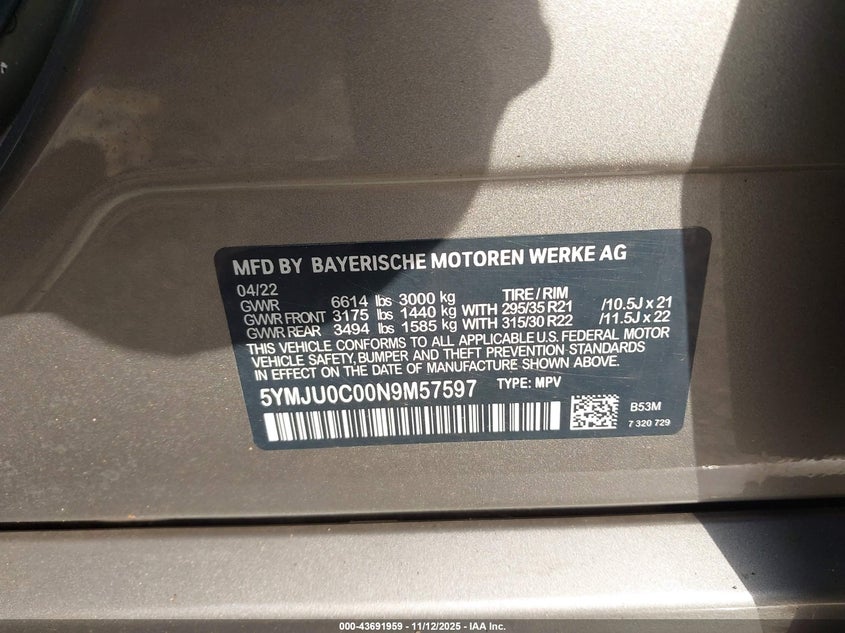 MFD BY BAYERISCHE MOTOREN WERKE AG
04/22 TIRE / RIM
GVWR 6614 lbs 3000 kg
GVWR FRONT 3175 lbs 1440 kg WITH 295/35 R21 /10.5J x 21
GVWR REAR 3494 lbs 1585 kg WITH 315/30 R22 /11.5J x 22
THIS VEHICLE CONFORMS TO ALL APPLICABLE U.S. FEDERAL MOTOR
VEHICLE SAFETY, BUMPER AND THEFT PREVENTION STANDARDS
IN EFFECT ON THE DATE OF MANUFACTURE SHOWN ABOVE.
5YMJU0C00N9M57597 TYPE: MPV
B53M
7 320 729
000-43691959 - 11/12/2025 - IAA Inc.